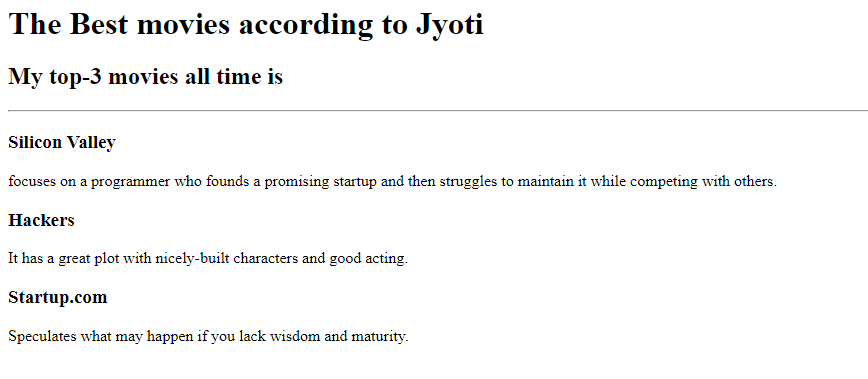 The Best movies according to Jyoti
My top-3 movies all time is
Silicon Valley
focuses on a programmer who founds a promising startup and then struggles to maintain it while competing with others.
Hackers
It has a great plot with nicely-built characters and good acting.
Startup.com
Speculates what may happen if you lack wisdom and maturity.